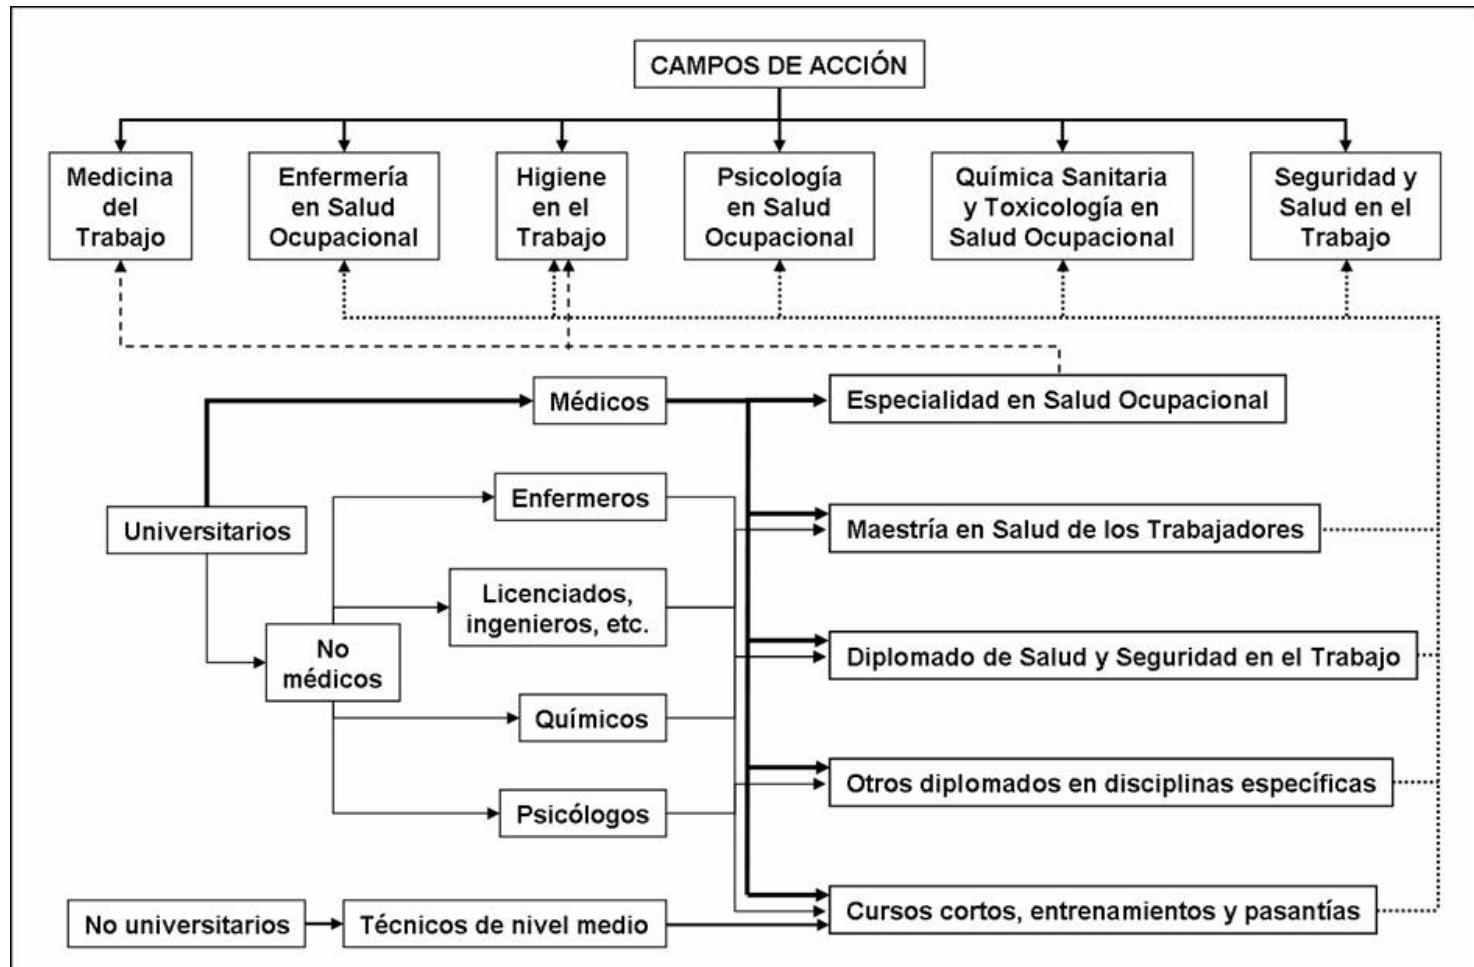 CAMPOS DE ACCIÓN
Medicina
del
Trabajo
Enfermería
en Salud
Ocupacional
Higiene
en el
Trabajo
Psicología
en Salud
Ocupacional
Química Sanitaria
y Toxicología en
Salud Ocupacional
Seguridad y
Salud en el
Trabajo
Médicos
Especialidad en Salud Ocupacional
Enfermeros
Universitarios
Maestría en Salud de los Trabajadores
Licenciados,
ingenieros, etc.
No
médicos
Diplomado de Salud y Seguridad en el Trabajo
Químicos
Otros diplomados en disciplinas específicas
Psicólogos
No universitarios
Técnicos de nivel medio
Cursos cortos, entrenamientos y pasantías